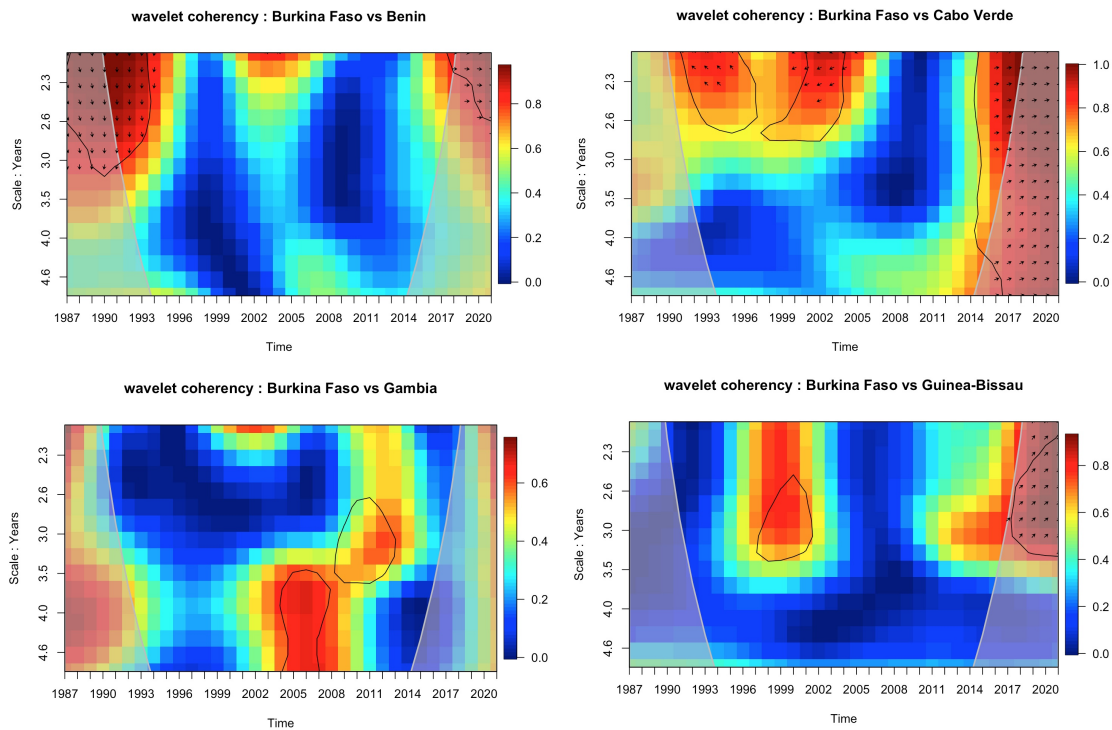 wavelet coherency : Burkina Faso vs Benin
Scale : Years
2.3
2.6
3.0
3.5
4.0
4.6
0.8
0.6
0.4
0.2
0.0
1987 1990 1993 1996 1999 2002 2005 2008 2011 2014 2017 2020
Time
wavelet coherency : Burkina Faso vs Cabo Verde
Scale : Years
2.3
2.6
3.0
3.5
4.0
4.6
1.0
0.8
0.6
0.4
0.2
0.0
1987 1990 1993 1996 1999 2002 2005 2008 2011 2014 2017 2020
Time
wavelet coherency : Burkina Faso vs Gambia
Scale : Years
2.3
2.6
3.0
3.5
4.0
4.6
0.6
0.4
0.2
0.0
1987 1990 1993 1996 1999 2002 2005 2008 2011 2014 2017 2020
Time
wavelet coherency : Burkina Faso vs Guinea-Bissau
Scale : Years
2.3
2.6
3.0
3.5
4.0
4.6
0.8
0.6
0.4
0.2
0.0
1987 1990 1993 1996 1999 2002 2005 2008 2011 2014 2017 2020
Time